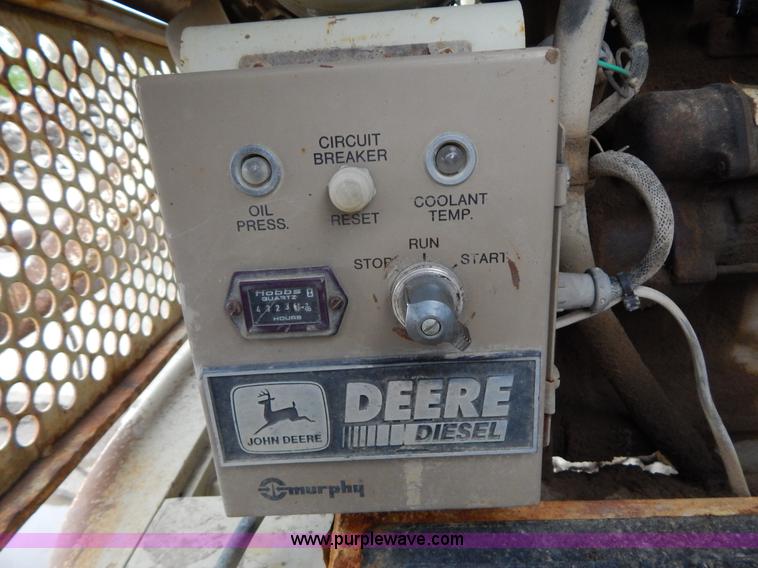 CIRCUIT
BREAKER
OIL
PRESS.
RESET
COOLANT
TEMP.
RUN
STOP
START
Hobbs
QUARTZ
HOURS
JOHN DEERE
DEERE
DIESEL
murphy
www.purplewave.com